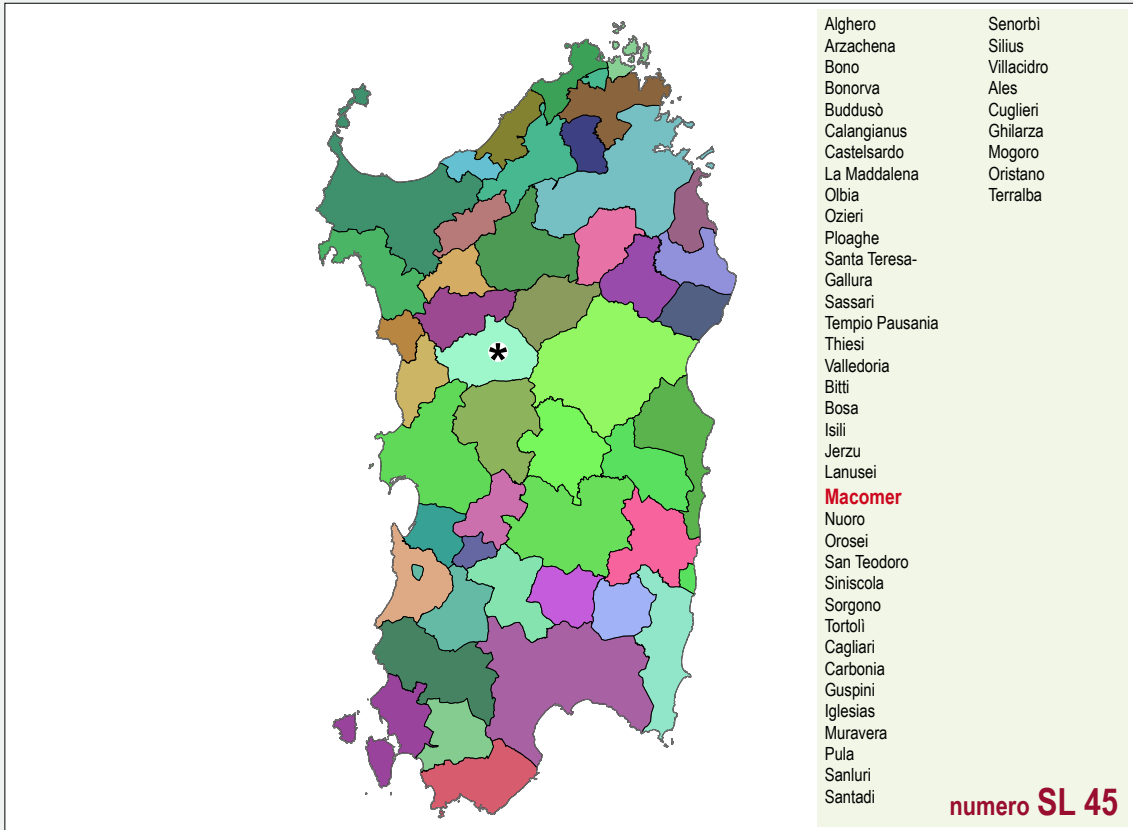 *
Alghero
Arzachena
Bono
Bonorva
Buddusò
Calangianus
Castelsardo
La Maddalena
Olbia
Ozieri
Ploaghe
Santa Teresa-
Gallura
Sassari
Tempio Pausania
Thiesi
Valledoria
Bitti
Bosa
Isili
Jerzu
Lanusei
Macomer
Nuoro
Orosei
San Teodoro
Siniscola
Sorgono
Tortolì
Cagliari
Carbonia
Guspini
Iglesias
Muravera
Pula
Sanluri
Santadi
Senorbì
Silius
Villacidro
Ales
Cuglieri
Ghilarza
Mogoro
Oristano
Terralba
numero SL 45